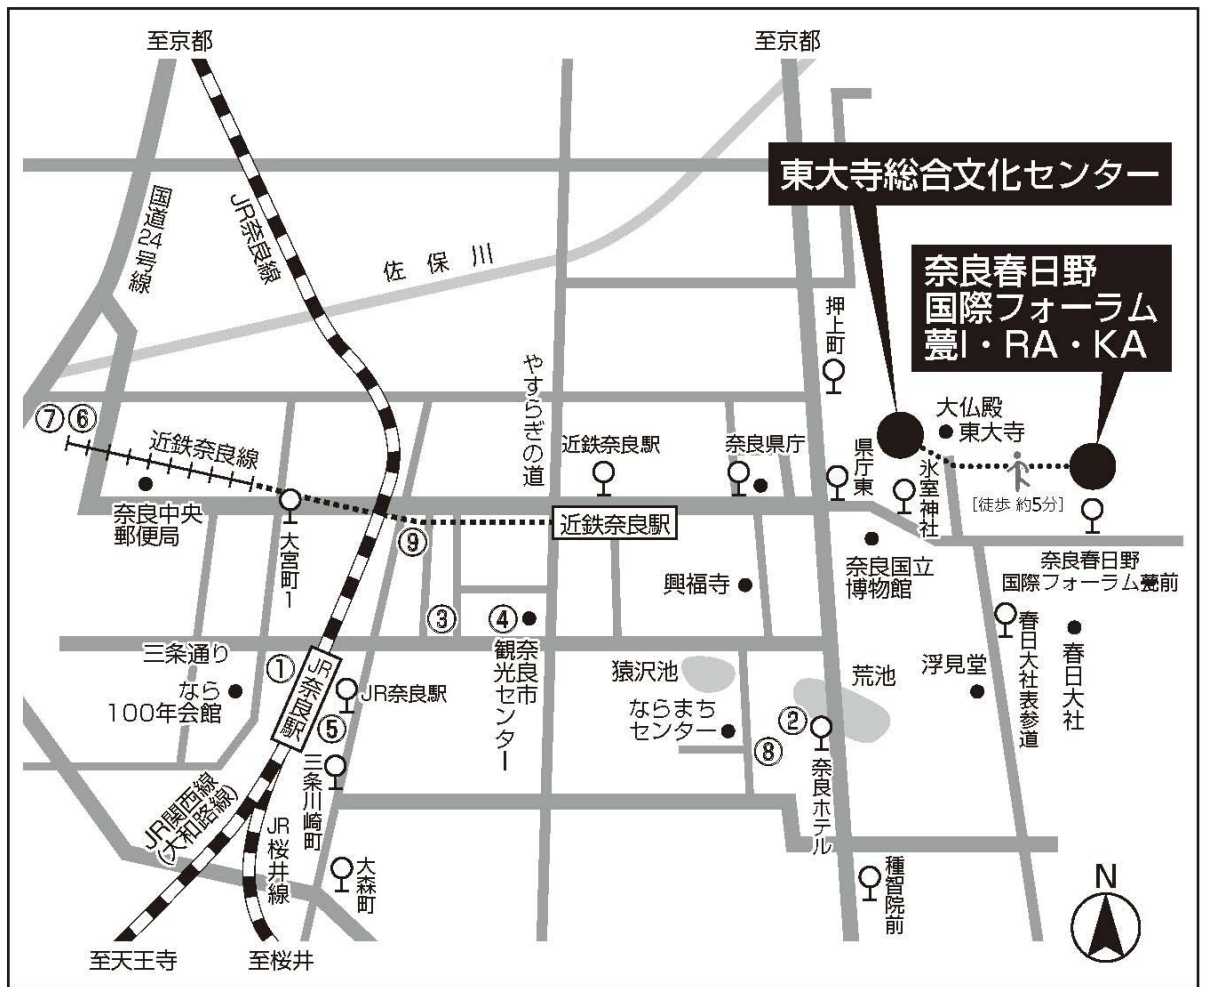 至京都
至京都
東大寺総合文化センター
奈良春日野
国際フォーラム
甍I・RA・KA
国道24号線
JR奈良線
佐保川
押上町
やすらぎの道
⑦⑥
近鉄奈良線
近鉄奈良駅
奈良県庁
県庁東
大仏殿
東大寺
氷室神社
[徒歩 約5分]
奈良中央
郵便局
大宮町1
⑨
近鉄奈良駅
奈良国立
博物館
奈良春日野
国際フォーラム甍前
興福寺
③
④
奈良市
観光センター
春日大社表参道
春日大社
三条通り
①
JR奈良駅
JR奈良駅
なら
100年会館
⑤
猿沢池
荒池
浮見堂
ならまち
センター
②
⑧
奈良ホテル
三条川崎町
JR関西線
(大和路線)
JR桜井線
大森町
種智院前
N
至天王寺
至桜井